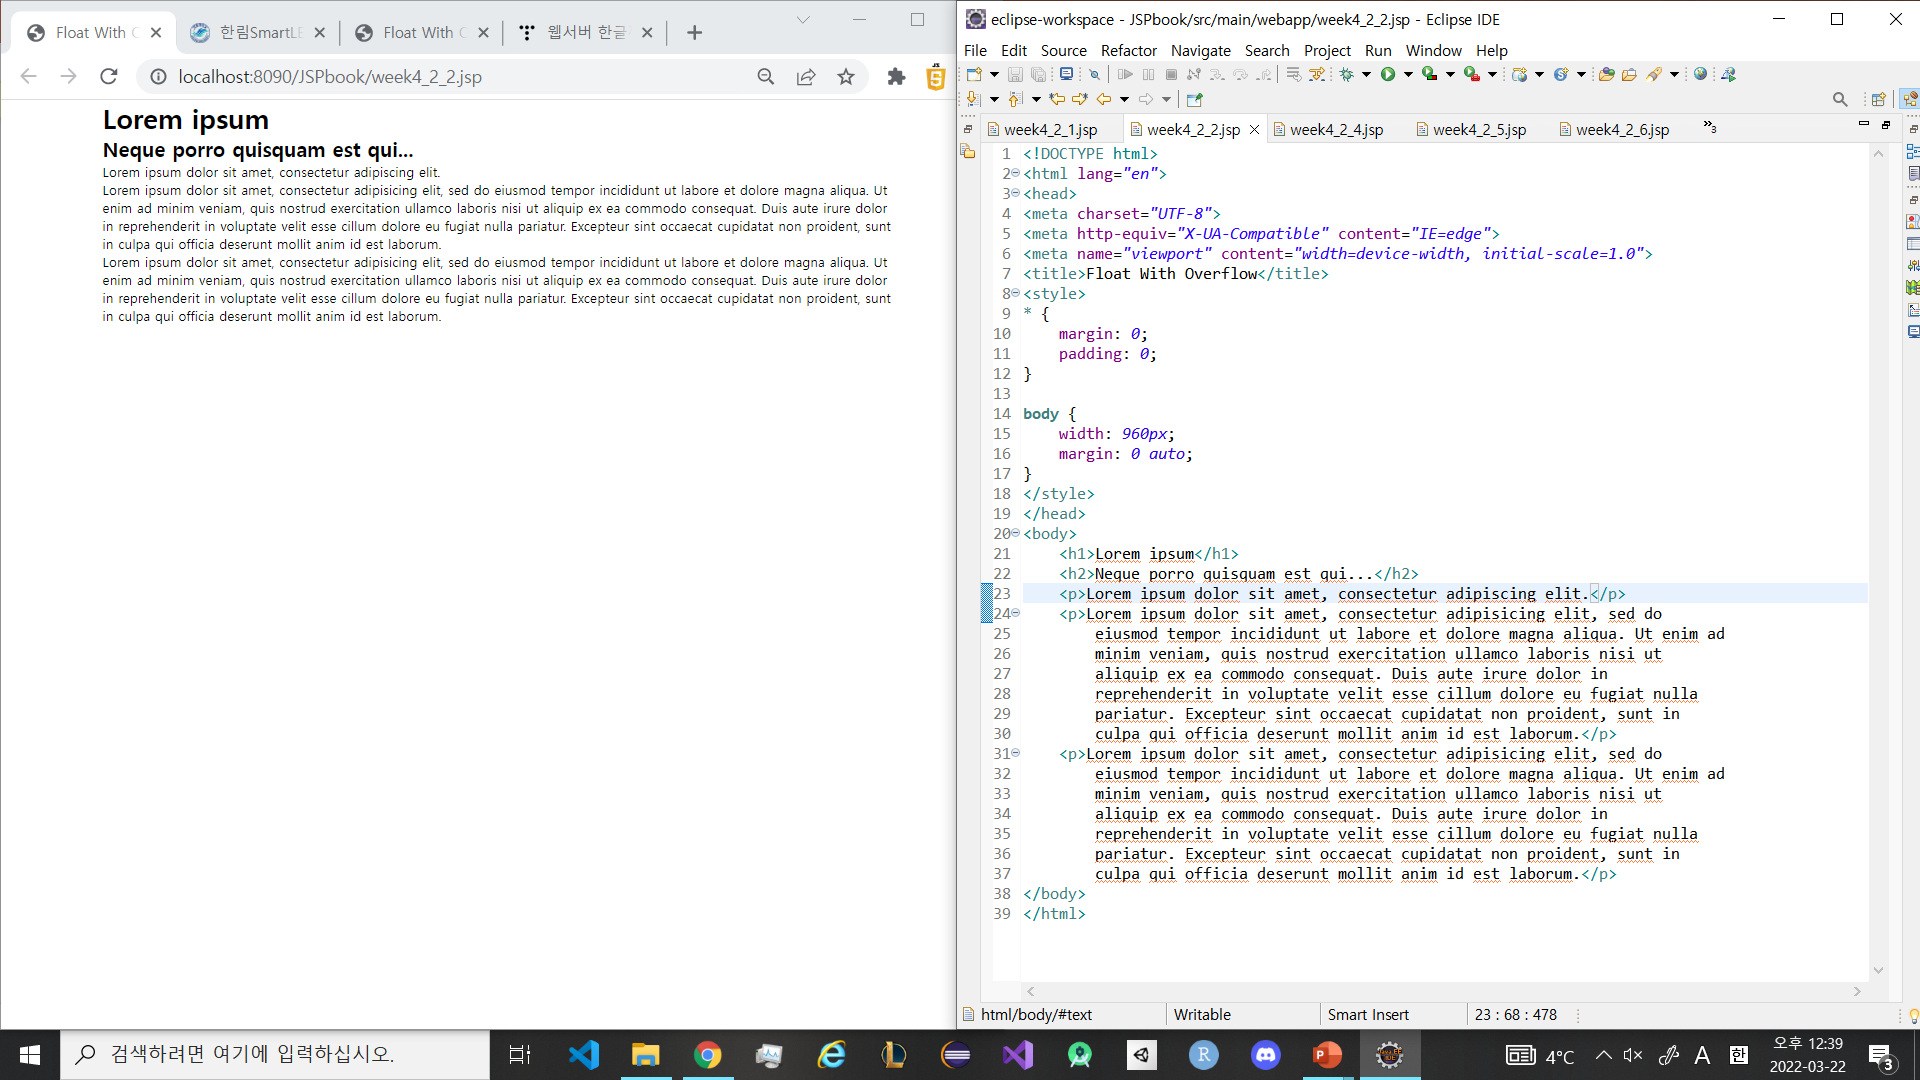 Float With C
한림SmartLE
Float With C
웹서버 한글
localhost:8090/JSPbook/week4_2_2.jsp
JS
Lorem ipsum
Neque porro quisquam est qui...
Lorem ipsum dolor sit amet, consectetur adipiscing elit.
Lorem ipsum dolor sit amet, consectetur adipisicing elit, sed do eiusmod tempor incididunt ut labore et dolore magna aliqua. Ut
enim ad minim veniam, quis nostrud exercitation ullamco laboris nisi ut aliquip ex ea commodo consequat. Duis aute irure dolor
in reprehenderit in voluptate velit esse cillum dolore eu fugiat nulla pariatur. Excepteur sint occaecat cupidatat non proident, sunt
in culpa qui officia deserunt mollit anim id est laborum.
Lorem ipsum dolor sit amet, consectetur adipisicing elit, sed do eiusmod tempor incididunt ut labore et dolore magna aliqua. Ut
enim ad minim veniam, quis nostrud exercitation ullamco laboris nisi ut aliquip ex ea commodo consequat. Duis aute irure dolor
in reprehenderit in voluptate velit esse cillum dolore eu fugiat nulla pariatur. Excepteur sint occaecat cupidatat non proident, sunt
in culpa qui officia deserunt mollit anim id est laborum.
eclipse-workspace - JSPbook/src/main/webapp/week4_2_2.jsp - Eclipse IDE
File Edit Source Refactor Navigate Search Project Run Window Help
week4_2_1.jsp week4_2_2.jsp week4_2_4.jsp week4_2_5.jsp week4_2_6.jsp »3
1 <!DOCTYPE html>
2 <html lang="en">
3 <head>
4 <meta charset="UTF-8">
5 <meta http-equiv="X-UA-Compatible" content="IE=edge">
6 <meta name="viewport" content="width=device-width, initial-scale=1.0">
7 <title>Float With Overflow</title>
8 <style>
9 * {
10 margin: 0;
11 padding: 0;
12 }
13
14 body {
15 width: 960px;
16 margin: 0 auto;
17 }
18 </style>
19 </head>
20 <body>
21 <h1>Lorem ipsum</h1>
22 <h2>Neque porro quisquam est qui...</h2>
23 <p>Lorem ipsum dolor sit amet, consectetur adipiscing elit.</p>
24 <p>Lorem ipsum dolor sit amet, consectetur adipisicing elit, sed do
25 eiusmod tempor incididunt ut labore et dolore magna aliqua. Ut enim ad
26 minim veniam, quis nostrud exercitation ullamco laboris nisi ut
27 aliquip ex ea commodo consequat. Duis aute irure dolor in
28 reprehenderit in voluptate velit esse cillum dolore eu fugiat nulla
29 pariatur. Excepteur sint occaecat cupidatat non proident, sunt in
30 culpa qui officia deserunt mollit anim id est laborum.</p>
31 <p>Lorem ipsum dolor sit amet, consectetur adipisicing elit, sed do
32 eiusmod tempor incididunt ut labore et dolore magna aliqua. Ut enim ad
33 minim veniam, quis nostrud exercitation ullamco laboris nisi ut
34 aliquip ex ea commodo consequat. Duis aute irure dolor in
35 reprehenderit in voluptate velit esse cillum dolore eu fugiat nulla
36 pariatur. Excepteur sint occaecat cupidatat non proident, sunt in
37 culpa qui officia deserunt mollit anim id est laborum.</p>
38 </body>
39 </html>
html/body/#text Writable Smart Insert 23 : 68 : 478
검색하려면 여기에 입력하십시오.
4°C A 한
오후 12:39
2022-03-22
3